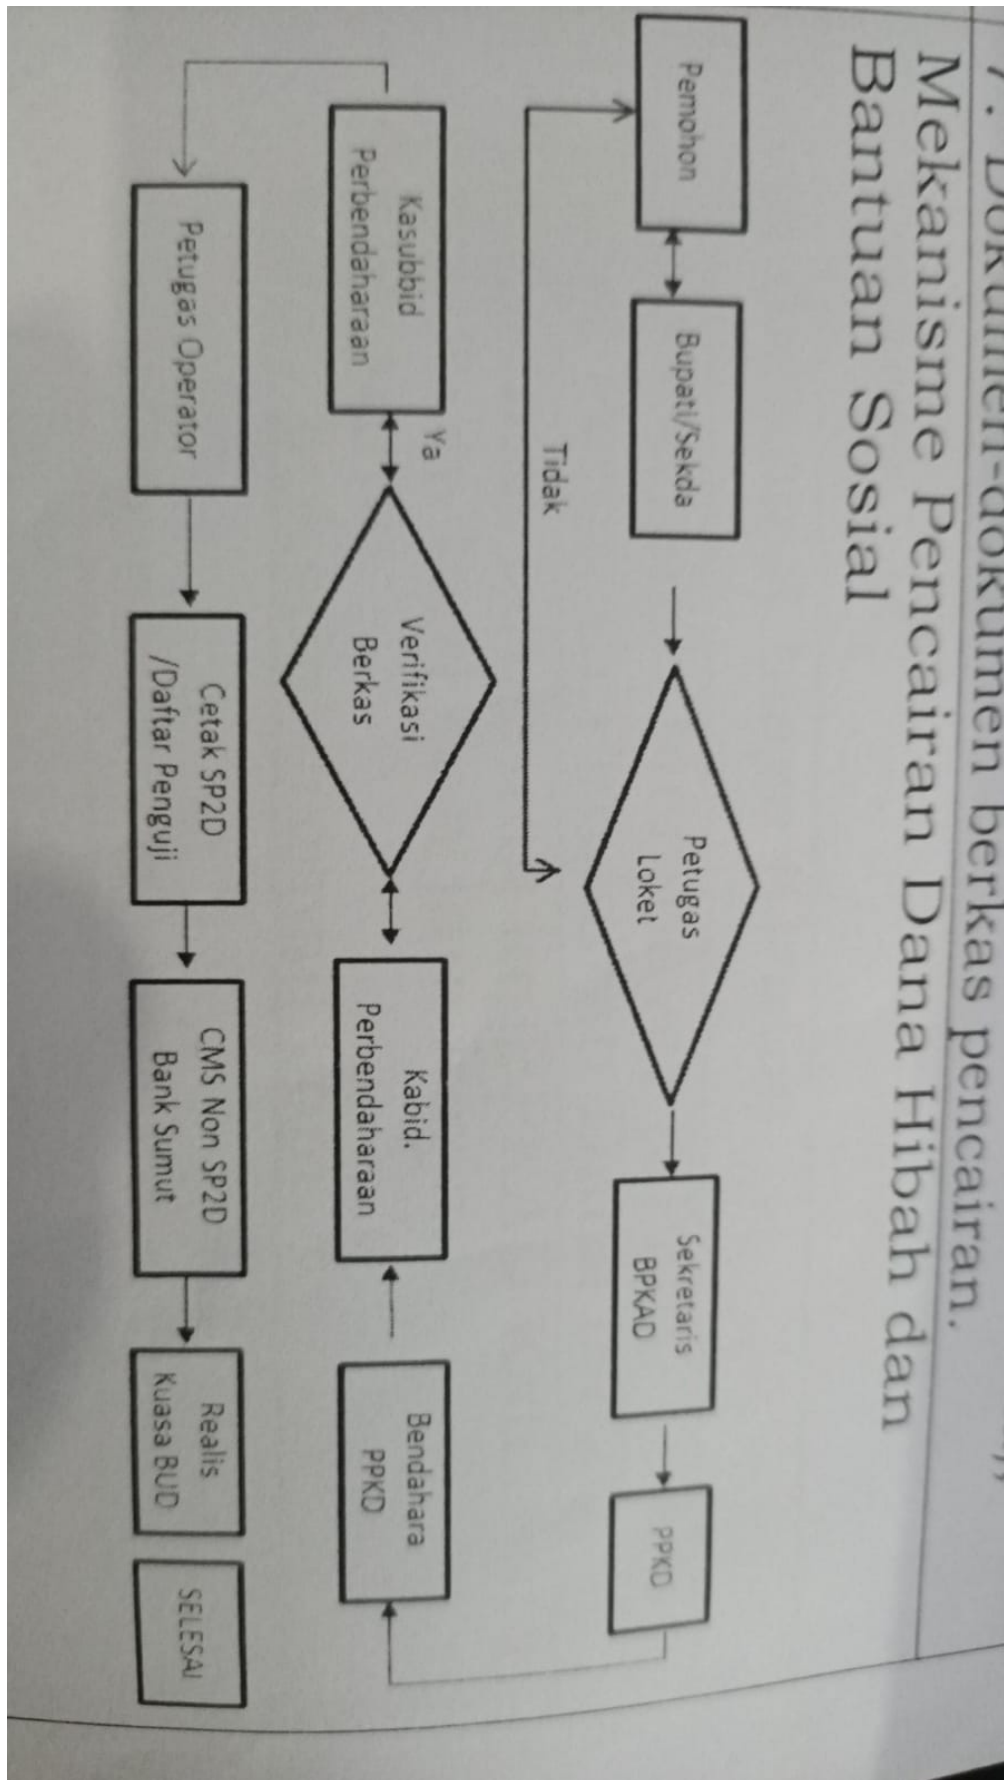 7. Dokumen-dokumen berkas pencairan.
Mekanisme Pencairan Dana Hibah dan
Bantuan Sosial
Pemohon
Bupati/Sekda
Petugas
Loket
Sekretaris
BPKAD
PPKD
Tidak
Kasubbid
Perbendaharaan
Ya
Verifikasi
Berkas
Kabid.
Perbendaharaan
Bendahara
PPKD
Petugas Operator
Cetak SP2D
/Daftar Penguji
CMS Non SP2D
Bank Sumut
Realis
Kuasa BUD
SELESAI